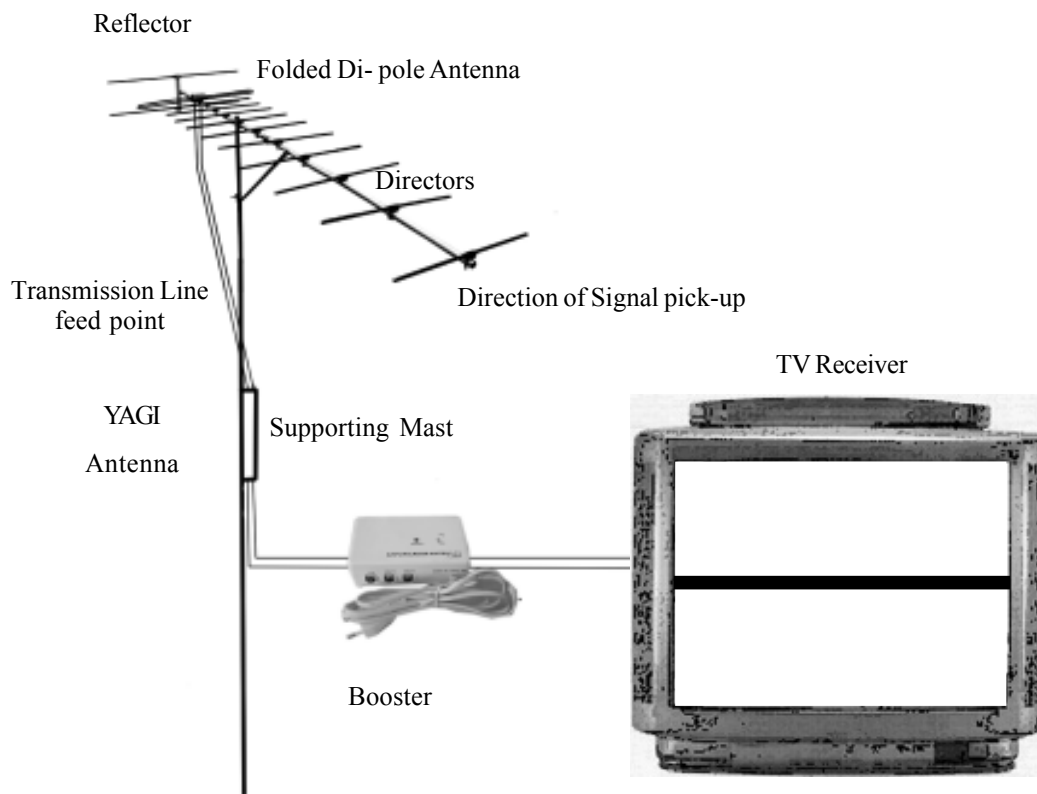 Reflector
Folded Di- pole Antenna
Directors
Transmission Line
feed point
Direction of Signal pick-up
TV Receiver
YAGI
Antenna
Supporting Mast
Booster